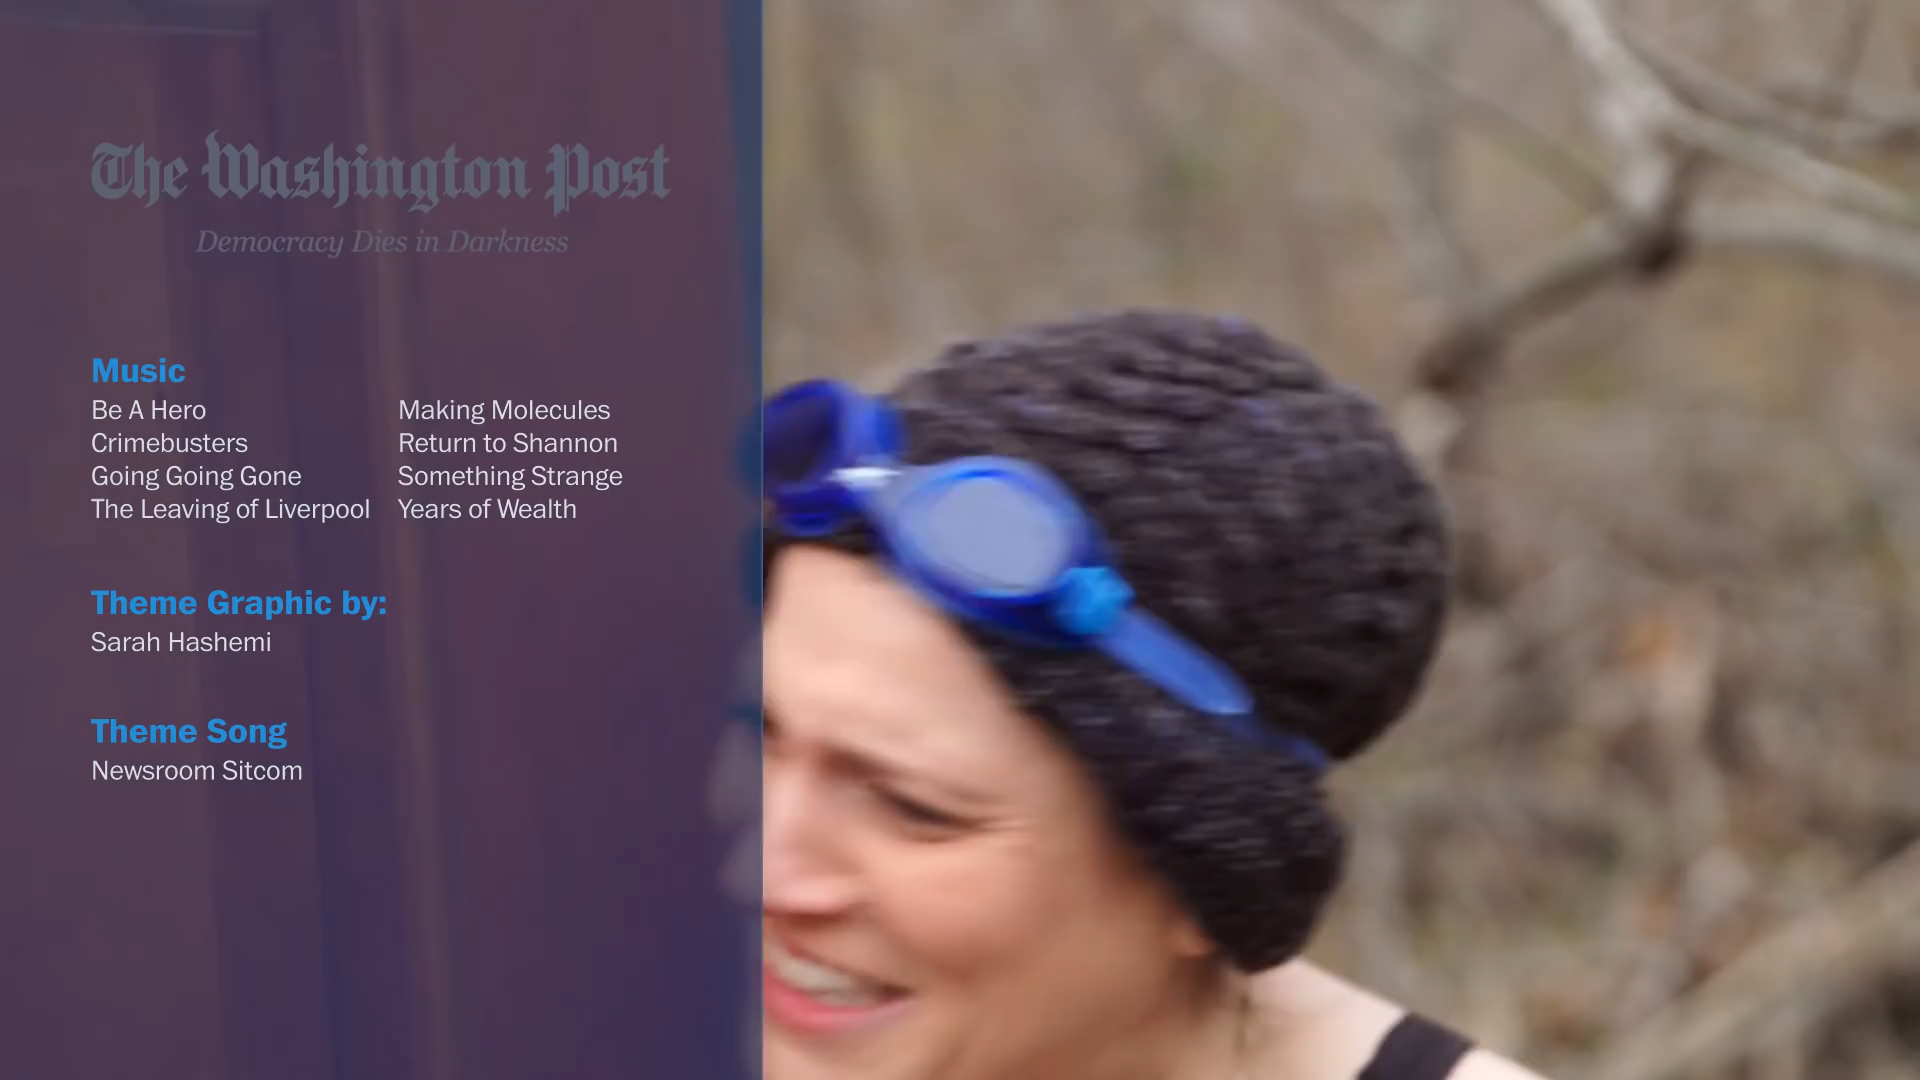 The Washington Post
Democracy Dies in Darkness
Music
Be A Hero
Crimebusters
Going Going Gone
The Leaving of Liverpool
Making Molecules
Return to Shannon
Something Strange
Years of Wealth
Theme Graphic by:
Sarah Hashemi
Theme Song
Newsroom Sitcom